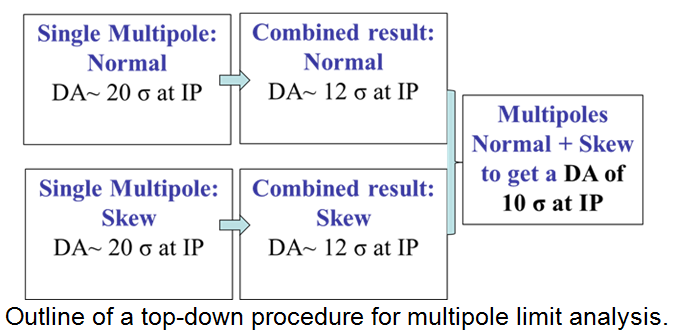 Single Multipole:
Normal
DA~ 20 σ at IP
Combined result:
Normal
DA~ 12 σ at IP
Single Multipole:
Skew
DA~ 20 σ at IP
Combined result:
Skew
DA~ 12 σ at IP
Multipoles
Normal + Skew
to get a DA of
10 σ at IP
Outline of a top-down procedure for multipole limit analysis.